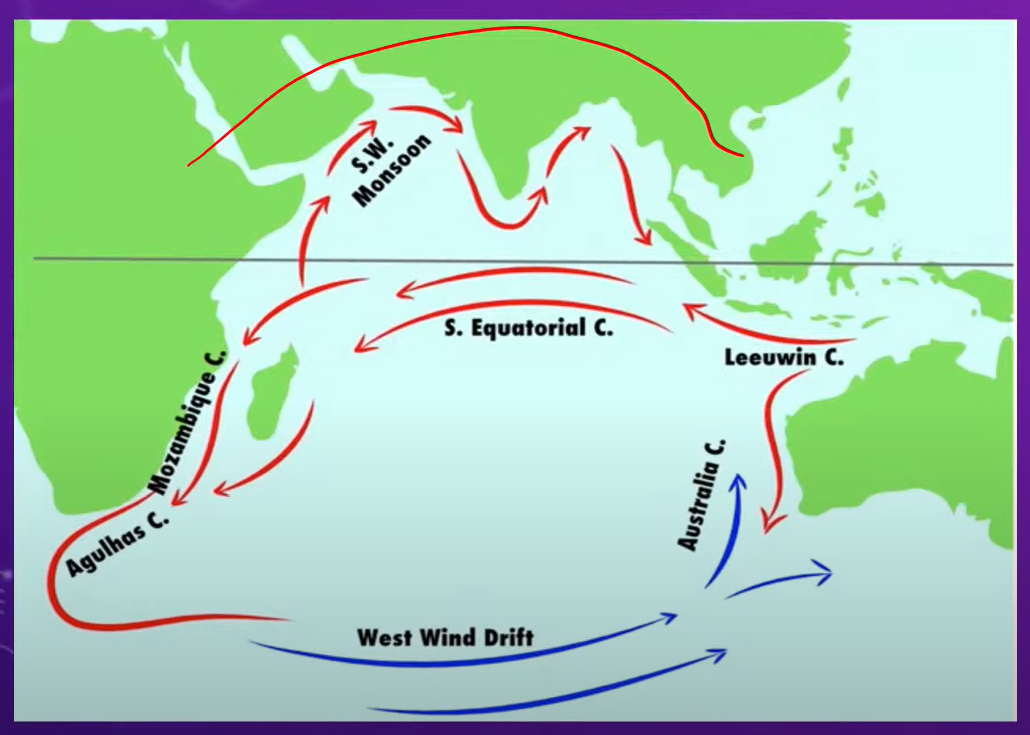 S.W.
Monsoon
S. Equatorial C.
Leeuwin C.
Mozambique C.
Australia C.
Agulhas C.
West Wind Drift